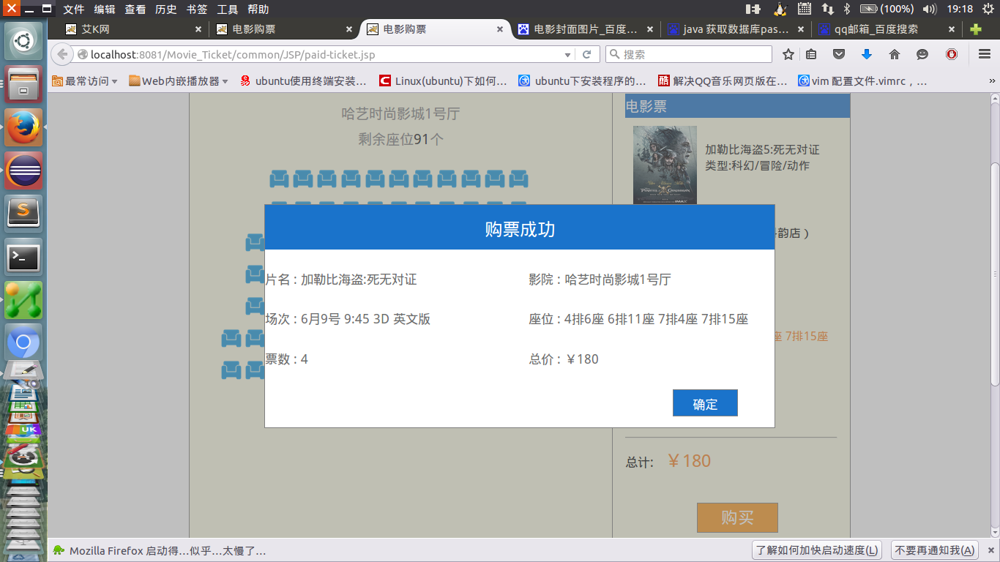 文件 编辑 查看 历史 书签 工具 帮助 (100%) 19:18
艾K网 电影购票 电影购票 电影封面图片_百度... java 获取数据库pas... qq邮箱_百度搜索
localhost:8081/Movie_Ticket/common/JSP/paid-ticket.jsp 搜索
最常访问 Web内嵌播放器 ubuntu使用终端安装... Linux(ubuntu)下如何... ubuntu下安装程序的... 解决QQ音乐网页版在... vim 配置文件.vimrc，...
哈艺时尚影城1号厅
剩余座位91个
电影票
加勒比海盗5:死无对证
类型:科幻/冒险/动作
韵店）
座 7排15座
购票成功
片名 : 加勒比海盗:死无对证
影院 : 哈艺时尚影城1号厅
场次 : 6月9号 9:45 3D 英文版
座位 : 4排6座 6排11座 7排4座 7排15座
票数 : 4
总价 : ￥180
确定
总计: ￥180
购买
Mozilla Firefox 启动得...似乎...太慢了...
了解如何加快启动速度(L) 不要再通知我(A)